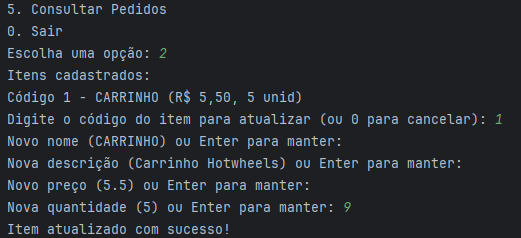 5. Consultar Pedidos
0. Sair
Escolha uma opção: 2
Itens cadastrados:
Código 1 - CARRINHO (R$ 5,50, 5 unid)
Digite o código do item para atualizar (ou 0 para cancelar): 1
Novo nome (CARRINHO) ou Enter para manter:
Nova descrição (Carrinho Hotwheels) ou Enter para manter:
Novo preço (5.5) ou Enter para manter:
Nova quantidade (5) ou Enter para manter: 9
Item atualizado com sucesso!